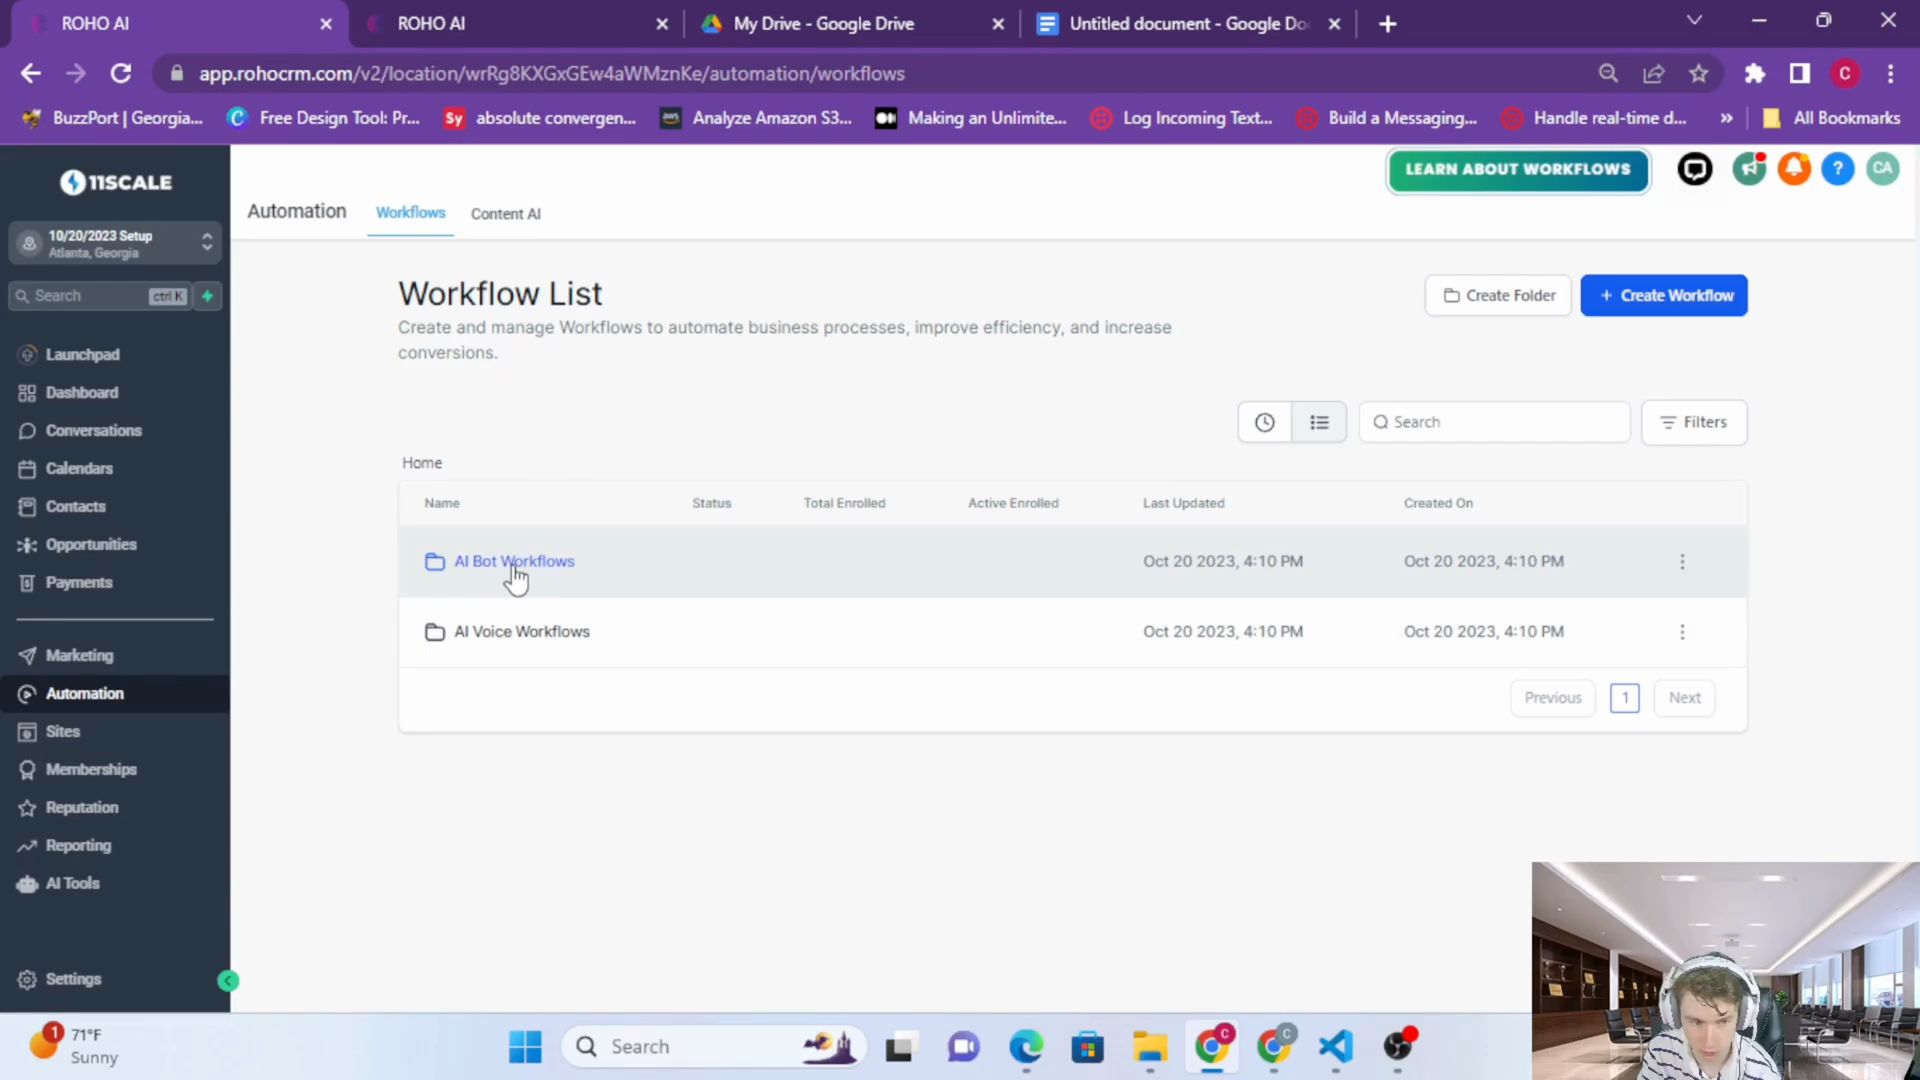 ROHO AI
ROHO AI
My Drive - Google Drive
Untitled document - Google Do
app.rohocrm.com/v2/location/wrRg8KXGxGEw4aWMznKe/automation/workflows
C
BuzzPort | Georgia...
Free Design Tool: Pr...
Sy absolute convergen...
Analyze Amazon S3...
Making an Unlimite...
Log Incoming Text...
Build a Messaging...
Handle real-time d...
»
All Bookmarks
11SCALE
10/20/2023 Setup
Atlanta, Georgia
Search ctrl K
Launchpad
Dashboard
Conversations
Calendars
Contacts
Opportunities
Payments
Marketing
Automation
Sites
Memberships
Reputation
Reporting
AI Tools
Settings
LEARN ABOUT WORKFLOWS
? CA
Automation Workflows Content AI
Workflow List
Create Folder
+ Create Workflow
Create and manage Workflows to automate business processes, improve efficiency, and increase
conversions.
Search
Filters
Home
Name Status Total Enrolled Active Enrolled Last Updated Created On
AI Bot Workflows Oct 20 2023, 4:10 PM Oct 20 2023, 4:10 PM
AI Voice Workflows Oct 20 2023, 4:10 PM Oct 20 2023, 4:10 PM
Previous 1 Next
1
71°F
Sunny
Search
C
C